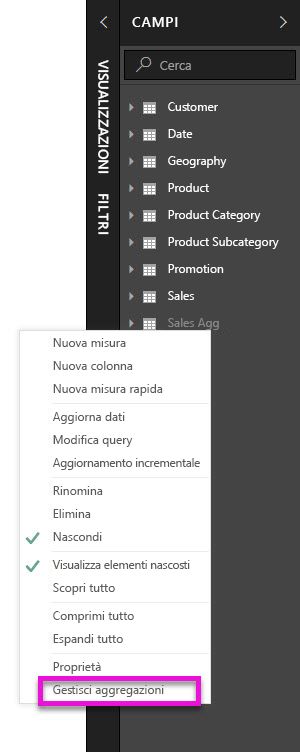 CAMPI
Cerca
VISUALIZZAZIONI
FILTRI
Customer
Date
Geography
Product
Product Category
Product Subcategory
Promotion
Sales
Sales Agg
Nuova misura
Nuova colonna
Nuova misura rapida
Aggiorna dati
Modifica query
Aggiornamento incrementale
Rinomina
Elimina
Nascondi
Visualizza elementi nascosti
Scopri tutto
Comprimi tutto
Espandi tutto
Proprietà
Gestisci aggregazioni